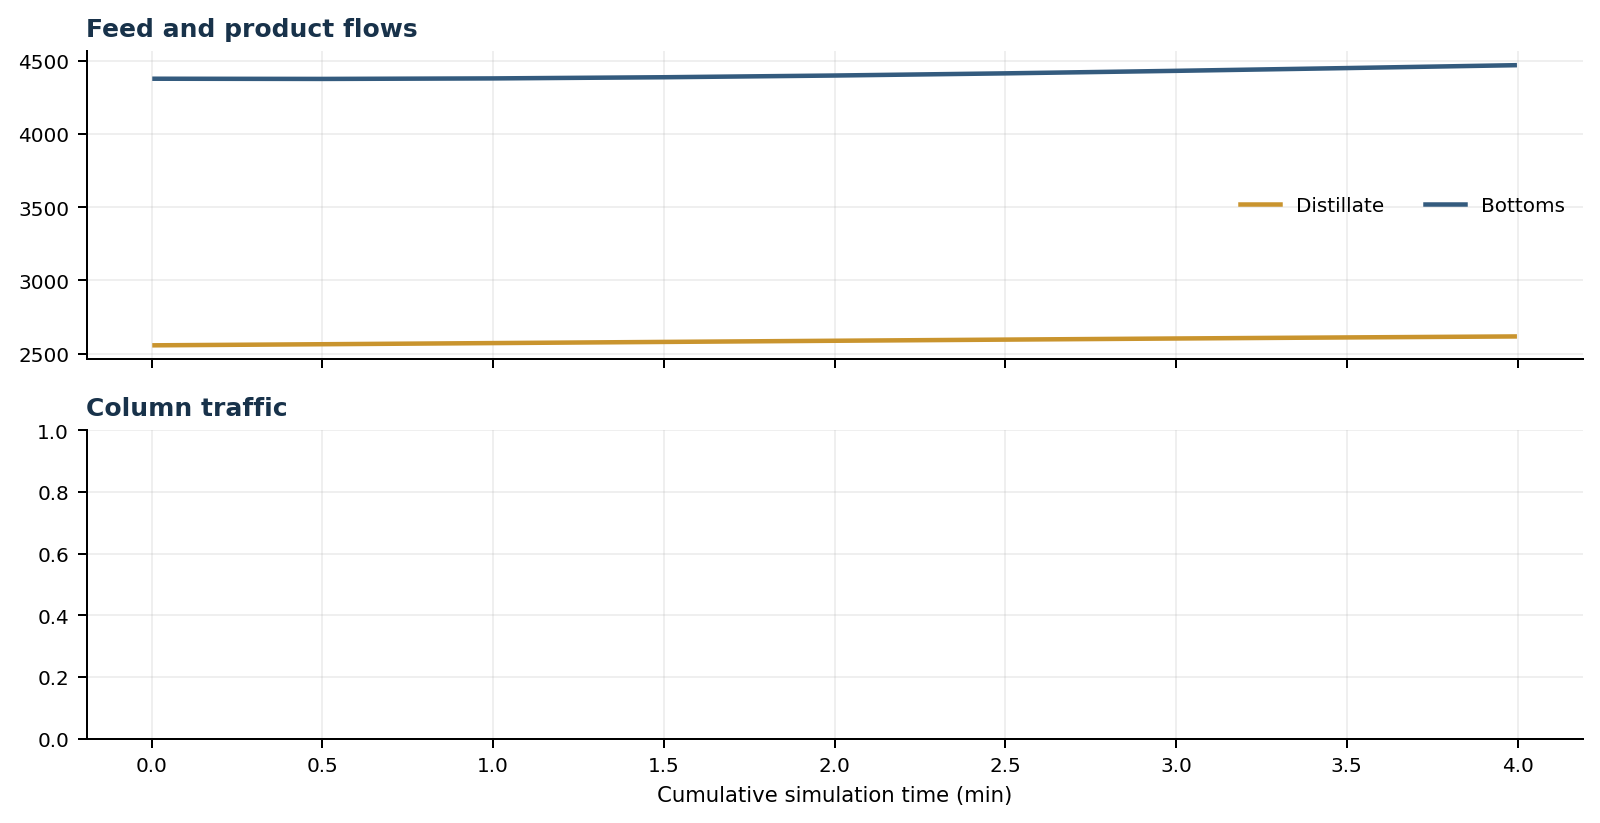 Feed and product flows
4500
4000
3500
3000
2500
Distillate Bottoms
Column traffic
1.0
0.8
0.6
0.4
0.2
0.0
0.0 0.5 1.0 1.5 2.0 2.5 3.0 3.5 4.0
Cumulative simulation time (min)